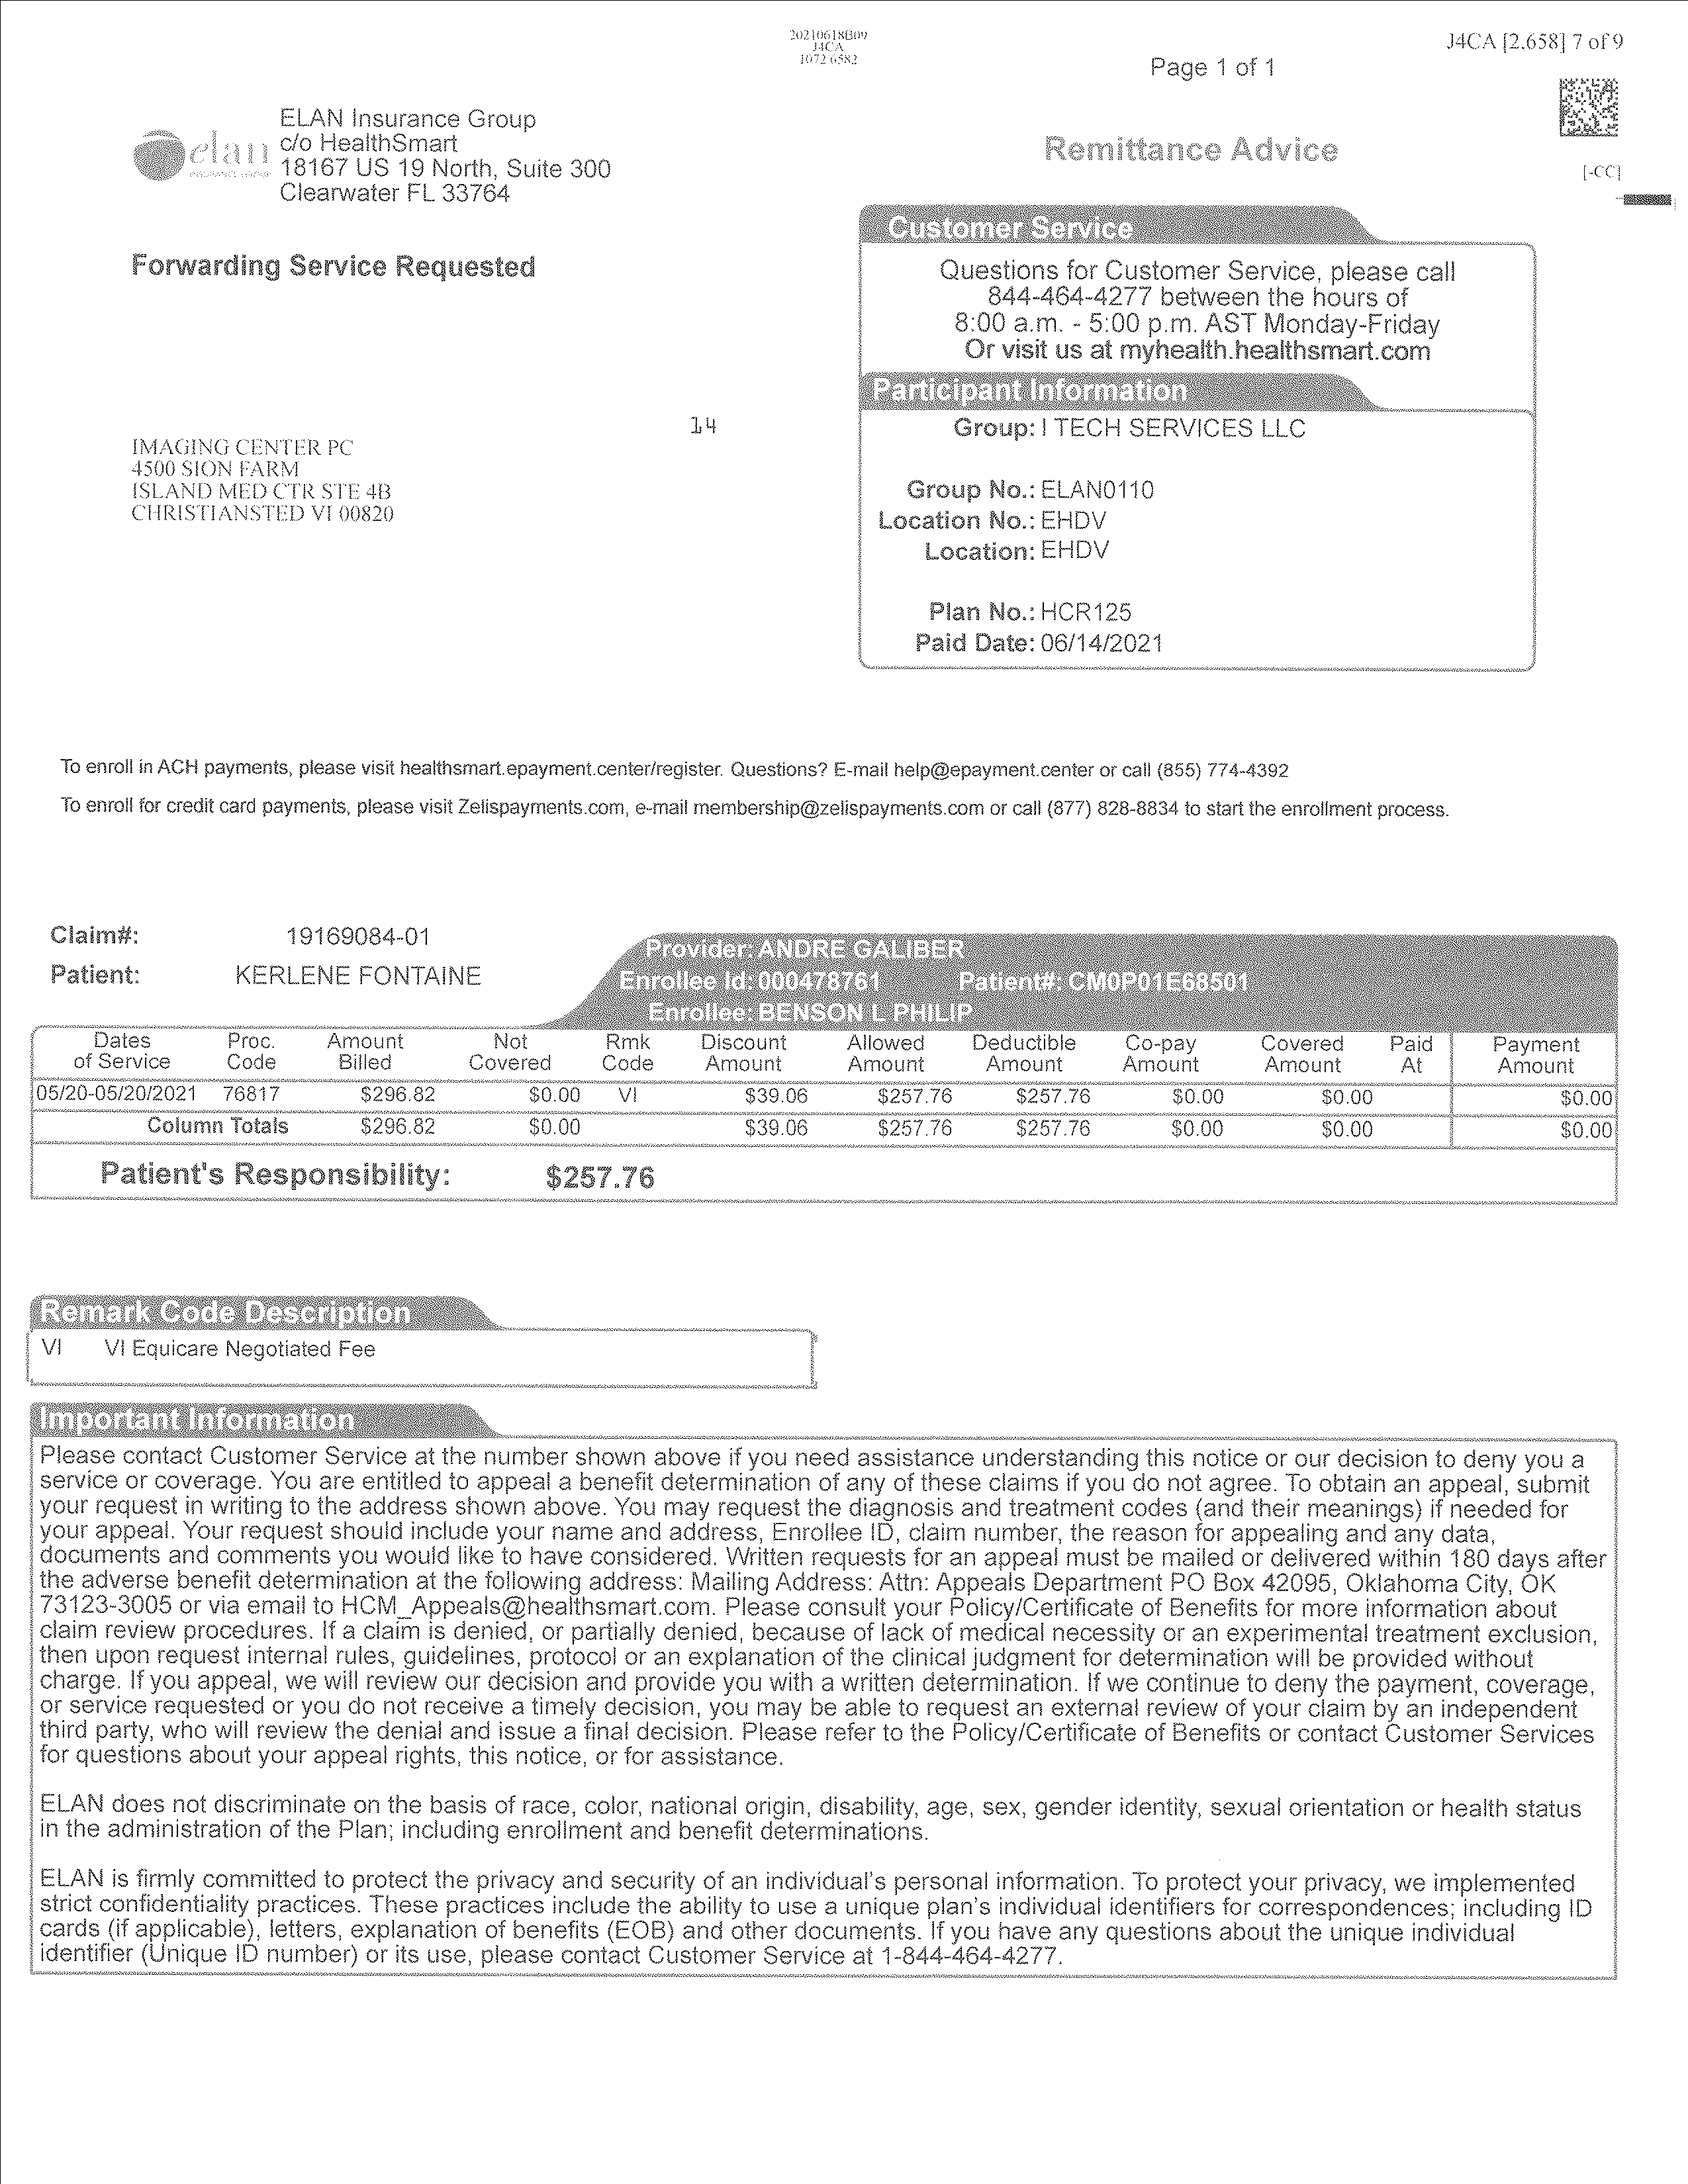 20210618B09
J4CA
1072 6582
J4CA [2,658] 7 of 9
Page 1 of 1
elan
INSURANCE GROUP
ELAN Insurance Group
c/o HealthSmart
18167 US 19 North, Suite 300
Clearwater FL 33764
Remittance Advice
[-CC]
Forwarding Service Requested
Customer Service
Questions for Customer Service, please call
844-464-4277 between the hours of
8:00 a.m. - 5:00 p.m. AST Monday-Friday
Or visit us at myhealth.healthsmart.com
14
IMAGING CENTER PC
4500 SION FARM
ISLAND MED CTR STE 4B
CHRISTIANSTED VI 00820
Participant Information
Group: I TECH SERVICES LLC
Group No.: ELAN0110
Location No.: EHDV
Location: EHDV
Plan No.: HCR125
Paid Date: 06/14/2021
To enroll in ACH payments, please visit healthsmart.epayment.center/register. Questions? E-mail help@epayment.center or call (855) 774-4392
To enroll for credit card payments, please visit Zelispayments.com, e-mail membership@zelispayments.com or call (877) 828-8834 to start the enrollment process.
Claim#: 19169084-01
Patient: KERLENE FONTAINE
Provider: ANDRE GALIBER
Enrollee Id: 000478761 Patient#: CM0P01E68501
Enrollee: BENSON L PHILIP
Dates Proc. Amount Not Rmk Discount Allowed Deductible Co-pay Covered Paid Payment
of Service Code Billed Covered Code Amount Amount Amount Amount Amount At Amount
05/20-05/20/2021 76817 $296.82 $0.00 VI $39.06 $257.76 $257.76 $0.00 $0.00 $0.00
Column Totals $296.82 $0.00 $39.06 $257.76 $257.76 $0.00 $0.00 $0.00
Patient's Responsibility: $257.76
Remark Code Description
VI VI Equicare Negotiated Fee
Important Information
Please contact Customer Service at the number shown above if you need assistance understanding this notice or our decision to deny you a
service or coverage. You are entitled to appeal a benefit determination of any of these claims if you do not agree. To obtain an appeal, submit
your request in writing to the address shown above. You may request the diagnosis and treatment codes (and their meanings) if needed for
your appeal. Your request should include your name and address, Enrollee ID, claim number, the reason for appealing and any data,
documents and comments you would like to have considered. Written requests for an appeal must be mailed or delivered within 180 days after
the adverse benefit determination at the following address: Mailing Address: Attn: Appeals Department PO Box 42095, Oklahoma City, OK
73123-3005 or via email to HCM_Appeals@healthsmart.com. Please consult your Policy/Certificate of Benefits for more information about
claim review procedures. If a claim is denied, or partially denied, because of lack of medical necessity or an experimental treatment exclusion,
then upon request internal rules, guidelines, protocol or an explanation of the clinical judgment for determination will be provided without
charge. If you appeal, we will review our decision and provide you with a written determination. If we continue to deny the payment, coverage,
or service requested or you do not receive a timely decision, you may be able to request an external review of your claim by an independent
third party, who will review the denial and issue a final decision. Please refer to the Policy/Certificate of Benefits or contact Customer Services
for questions about your appeal rights, this notice, or for assistance.
ELAN does not discriminate on the basis of race, color, national origin, disability, age, sex, gender identity, sexual orientation or health status
in the administration of the Plan; including enrollment and benefit determinations.
ELAN is firmly committed to protect the privacy and security of an individual's personal information. To protect your privacy, we implemented
strict confidentiality practices. These practices include the ability to use a unique plan's individual identifiers for correspondences; including ID
cards (if applicable), letters, explanation of benefits (EOB) and other documents. If you have any questions about the unique individual
identifier (Unique ID number) or its use, please contact Customer Service at 1-844-464-4277.